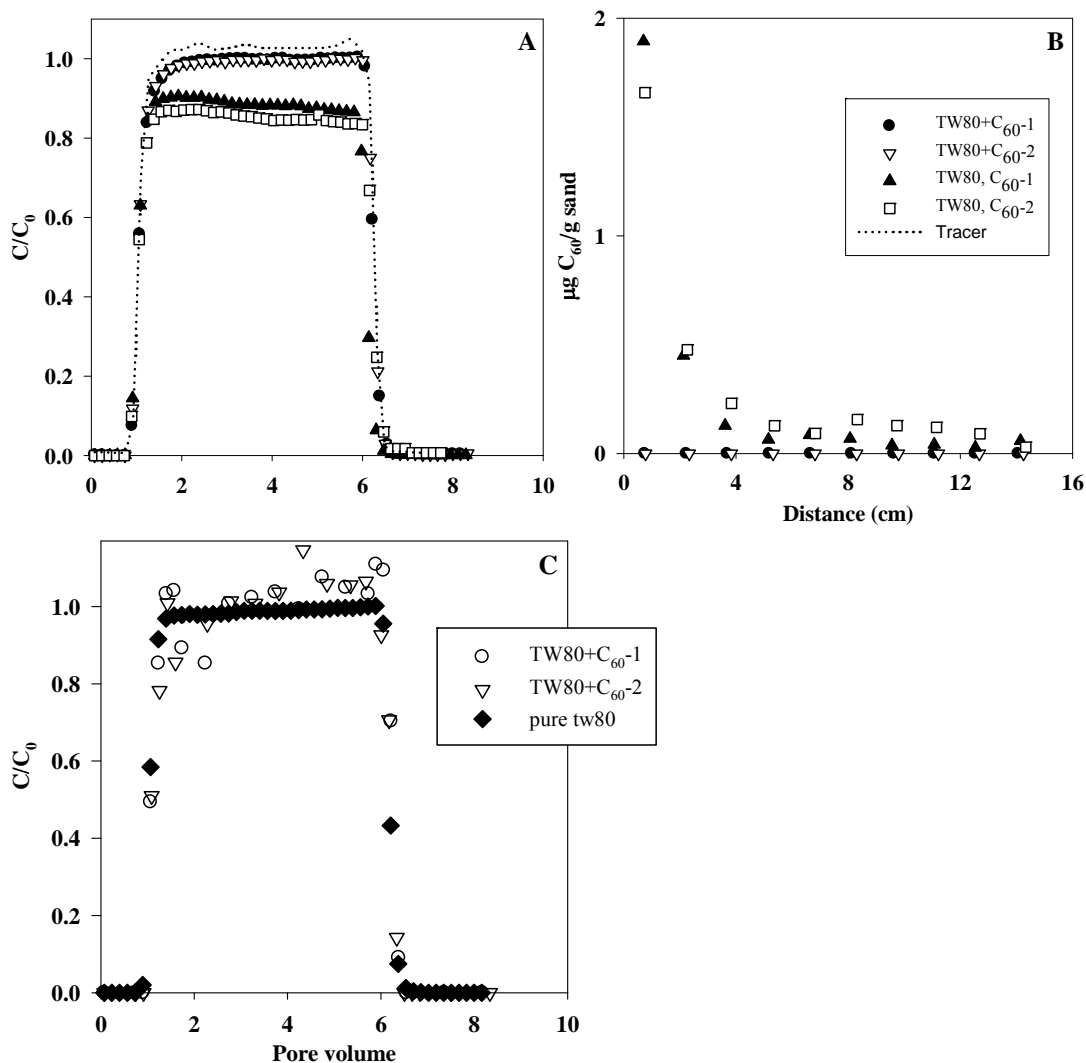 A
C/C0
1.0
0.8
0.6
0.4
0.2
0.0
0 2 4 6 8 10
B
µg C60/g sand
2
1
0
TW80+C60-1
TW80+C60-2
TW80, C60-1
TW80, C60-2
Tracer
0 4 8 12 16
Distance (cm)
C
C/C0
1.0
0.8
0.6
0.4
0.2
0.0
TW80+C60-1
TW80+C60-2
pure tw80
0 2 4 6 8 10
Pore volume